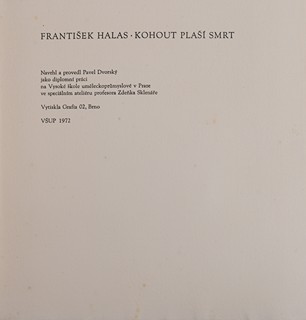 FRANTIŠEK HALAS · KOHOUT PLAŠÍ SMRT
Navrhl a provedl Pavel Dvorský
jako diplomní práci
na Vysoké škole uměleckoprůmyslové v Praze
ve speciálním ateliéru profesora Zdeňka Sklenáře
Vytiskla Grafia 02, Brno
VŠUP 1972